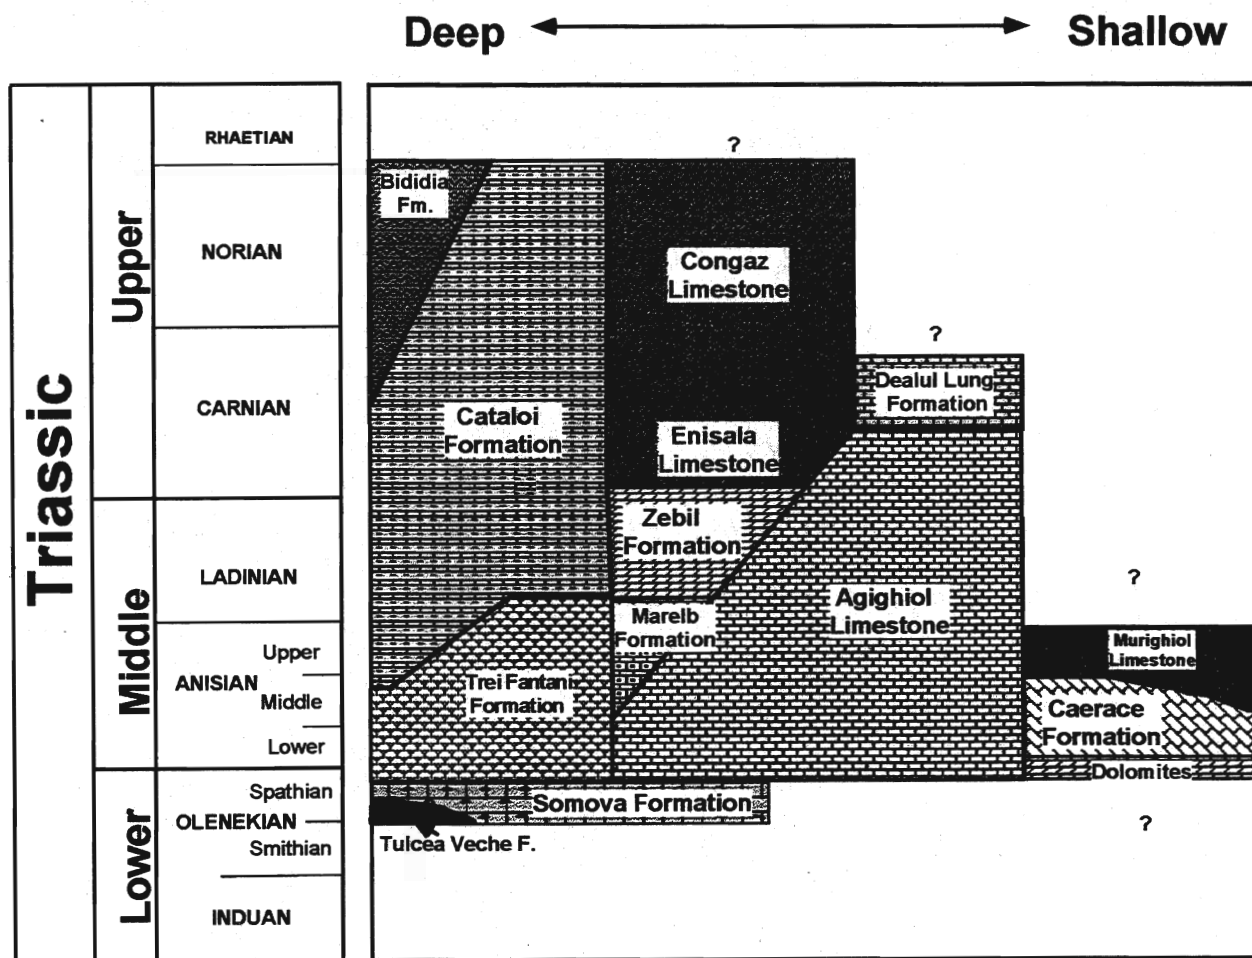 Deep
Shallow
Triassic
Upper
Middle
Lower
RHAETIAN
NORIAN
CARNIAN
LADINIAN
ANISIAN
Upper
Middle
Lower
Spathian
OLENEKIAN
Smithian
INDUAN
Bididia
Fm.
Cataloi
Formation
Trei Fantani
Formation
Somova Formation
Tulcea Veche F.
?
Congaz
Limestone
Enisala
Limestone
Zebil
Formation
Marelb
Formation
?
Dealul Lung
Formation
Agighiol
Limestone
?
Murighiol
Limestone
Caerace
Formation
Dolomites
?